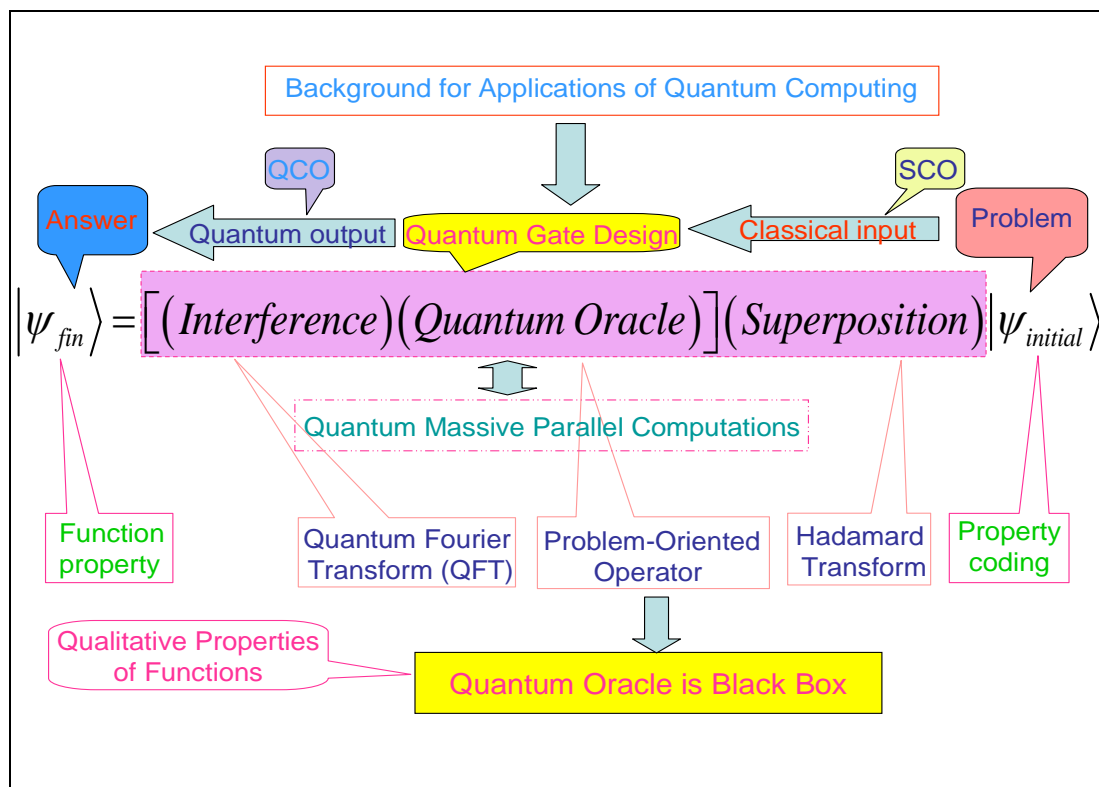 Background for Applications of Quantum Computing
QCO
SCO
Answer
Quantum output
Quantum Gate Design
Classical input
Problem
|ψ_fin⟩ = [(Interference)(Quantum Oracle)](Superposition)|ψ_initial⟩
Quantum Massive Parallel Computations
Function
property
Quantum Fourier
Transform (QFT)
Problem-Oriented
Operator
Hadamard
Transform
Property
coding
Qualitative Properties
of Functions
Quantum Oracle is Black Box